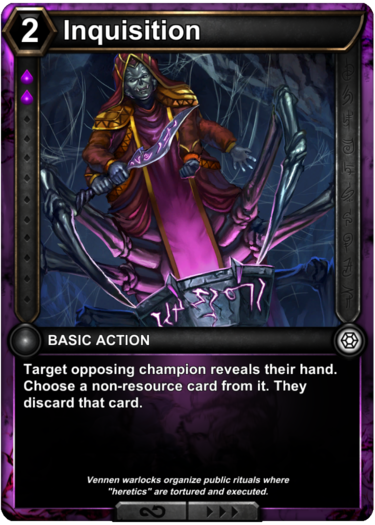 2 Inquisition
BASIC ACTION
Target opposing champion reveals their hand.
Choose a non-resource card from it. They
discard that card.
Vennen warlocks organize public rituals where
"heretics" are tortured and executed.